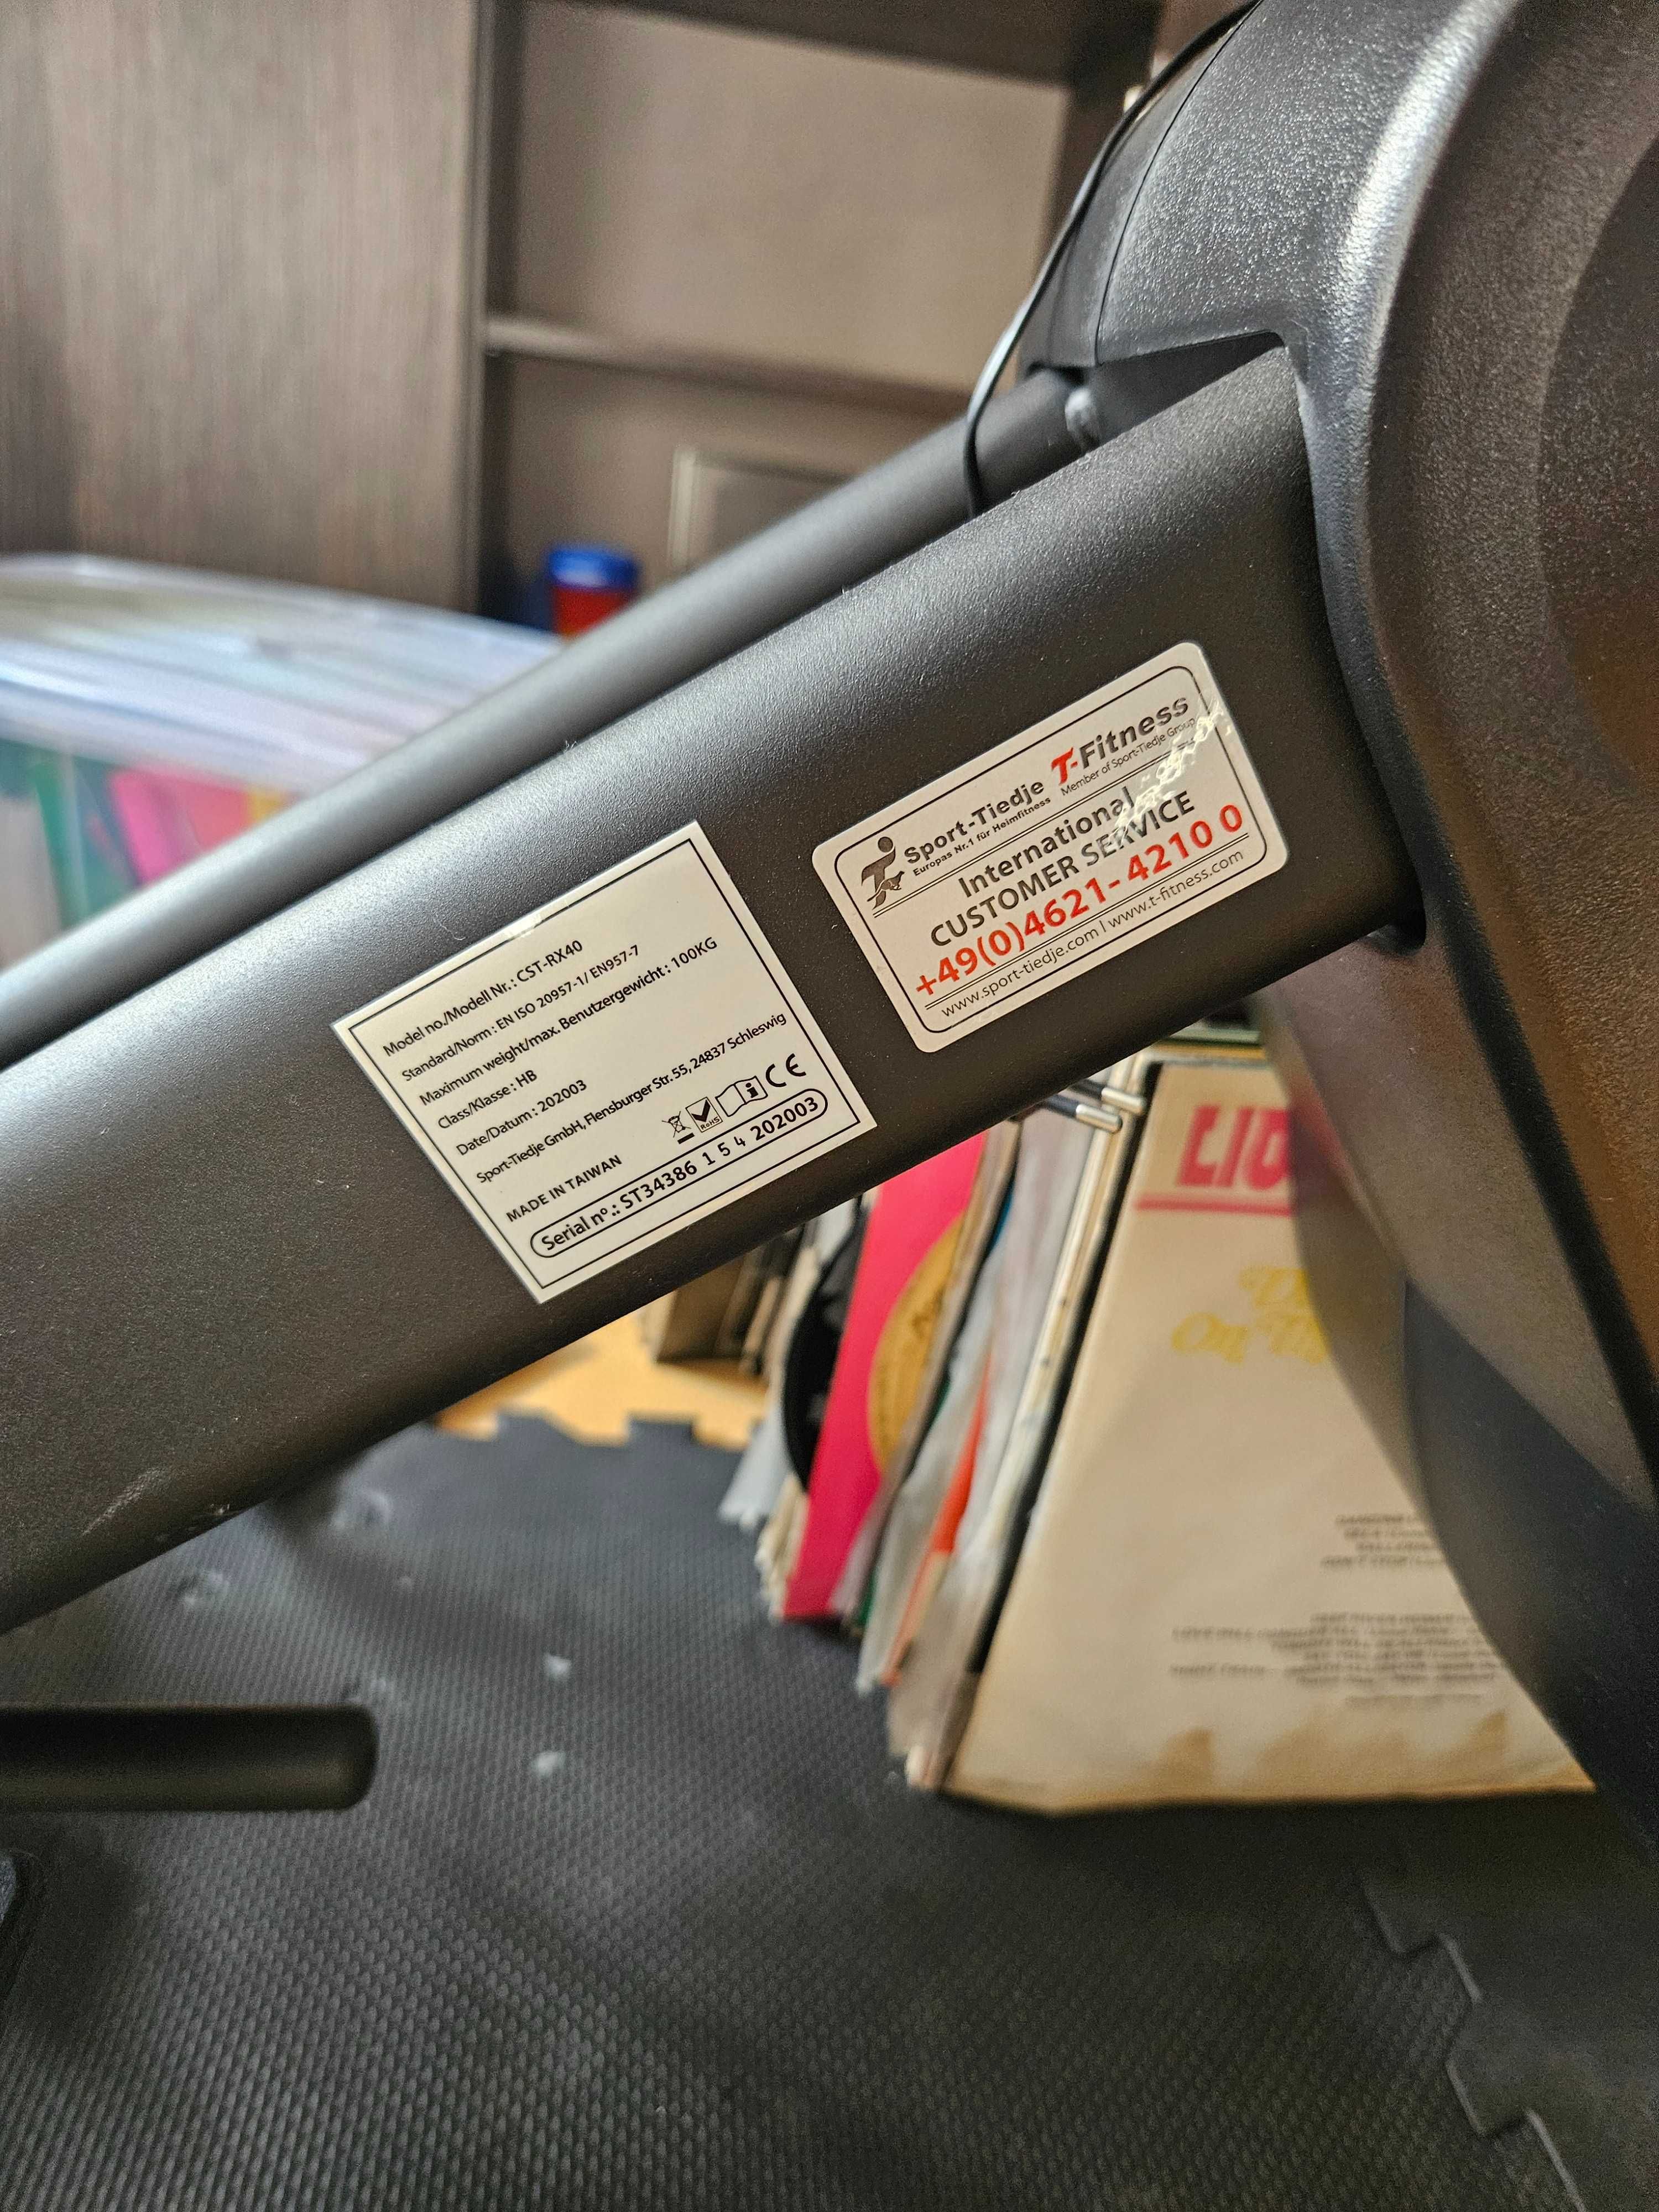 Sport-Tiedje T-Fitness
Europas Nr.1 für Heimfitness Member of Sport-Tiedje Group
International
CUSTOMER SERVICE
+49(0)4621-4210 0
www.sport-tiedje.com | www.t-fitness.com
Model no./Modell Nr.: CST-RX40
Standard/Norm: EN ISO 20957-1/ EN957-7
Maximum weight/max. Benutzergewicht: 100KG
Class/Klasse: HB
Date/Datum: 202003
Sport-Tiedje GmbH, Flensburger Str. 55, 24837 Schleswig
RoHS CE
MADE IN TAIWAN
Serial nº.: ST34386 1 5 4 202003